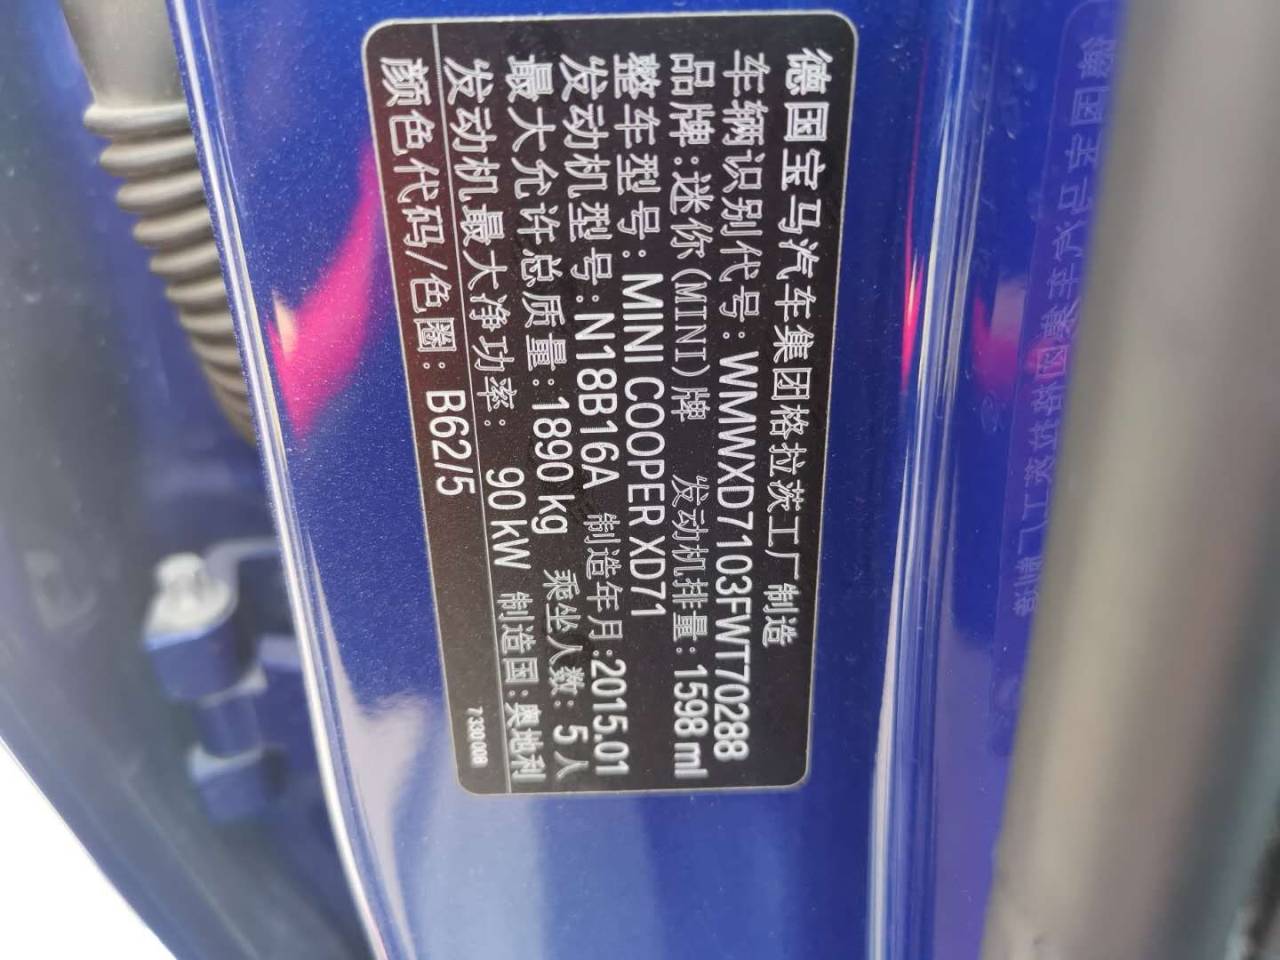 德国宝马汽车集团格拉茨工厂制造
车辆识别代号：WMWXD7103FWT70288
品牌：迷你(MINI)牌 发动机排量：1598 ml
整车型号：MINI COOPER XD71
发动机型号：N18B16A 制造年月：2015.01
最大允许总质量：1890 kg 乘坐人数：5 人
发动机最大净功率： 90 kW 制造国：奥地利
颜色代码/色圈： B62/5
7 330 008